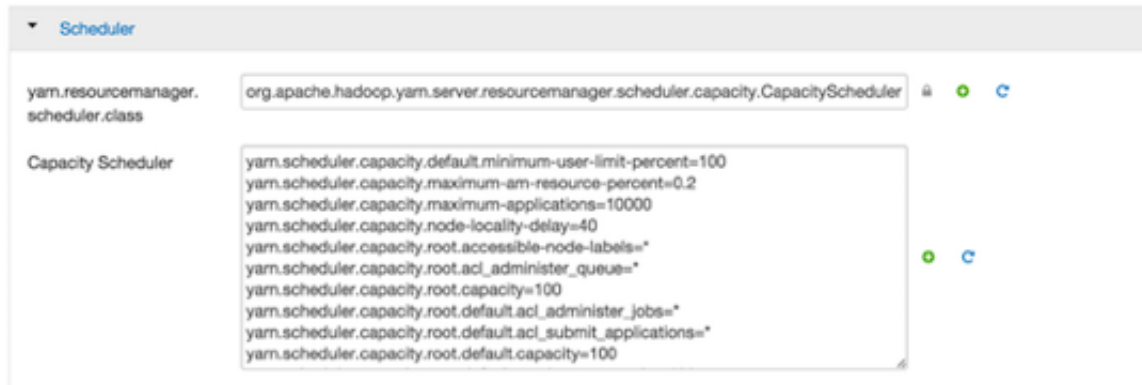 Scheduler
yarn.resourcemanager.
scheduler.class
org.apache.hadoop.yarn.server.resourcemanager.scheduler.capacity.CapacityScheduler
Capacity Scheduler
yarn.scheduler.capacity.default.minimum-user-limit-percent=100
yarn.scheduler.capacity.maximum-am-resource-percent=0.2
yarn.scheduler.capacity.maximum-applications=10000
yarn.scheduler.capacity.node-locality-delay=40
yarn.scheduler.capacity.root.accessible-node-labels=*
yarn.scheduler.capacity.root.acl_administer_queue=*
yarn.scheduler.capacity.root.capacity=100
yarn.scheduler.capacity.root.default.acl_administer_jobs=*
yarn.scheduler.capacity.root.default.acl_submit_applications=*
yarn.scheduler.capacity.root.default.capacity=100